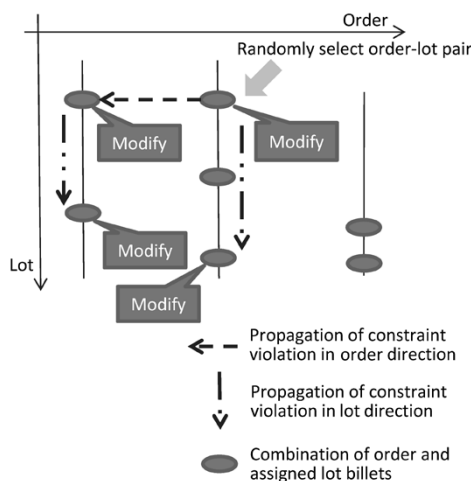 Order
Randomly select order-lot pair
Modify
Modify
Modify
Lot
Modify
Propagation of constraint
violation in order direction
Propagation of constraint
violation in lot direction
Combination of order and
assigned lot billets